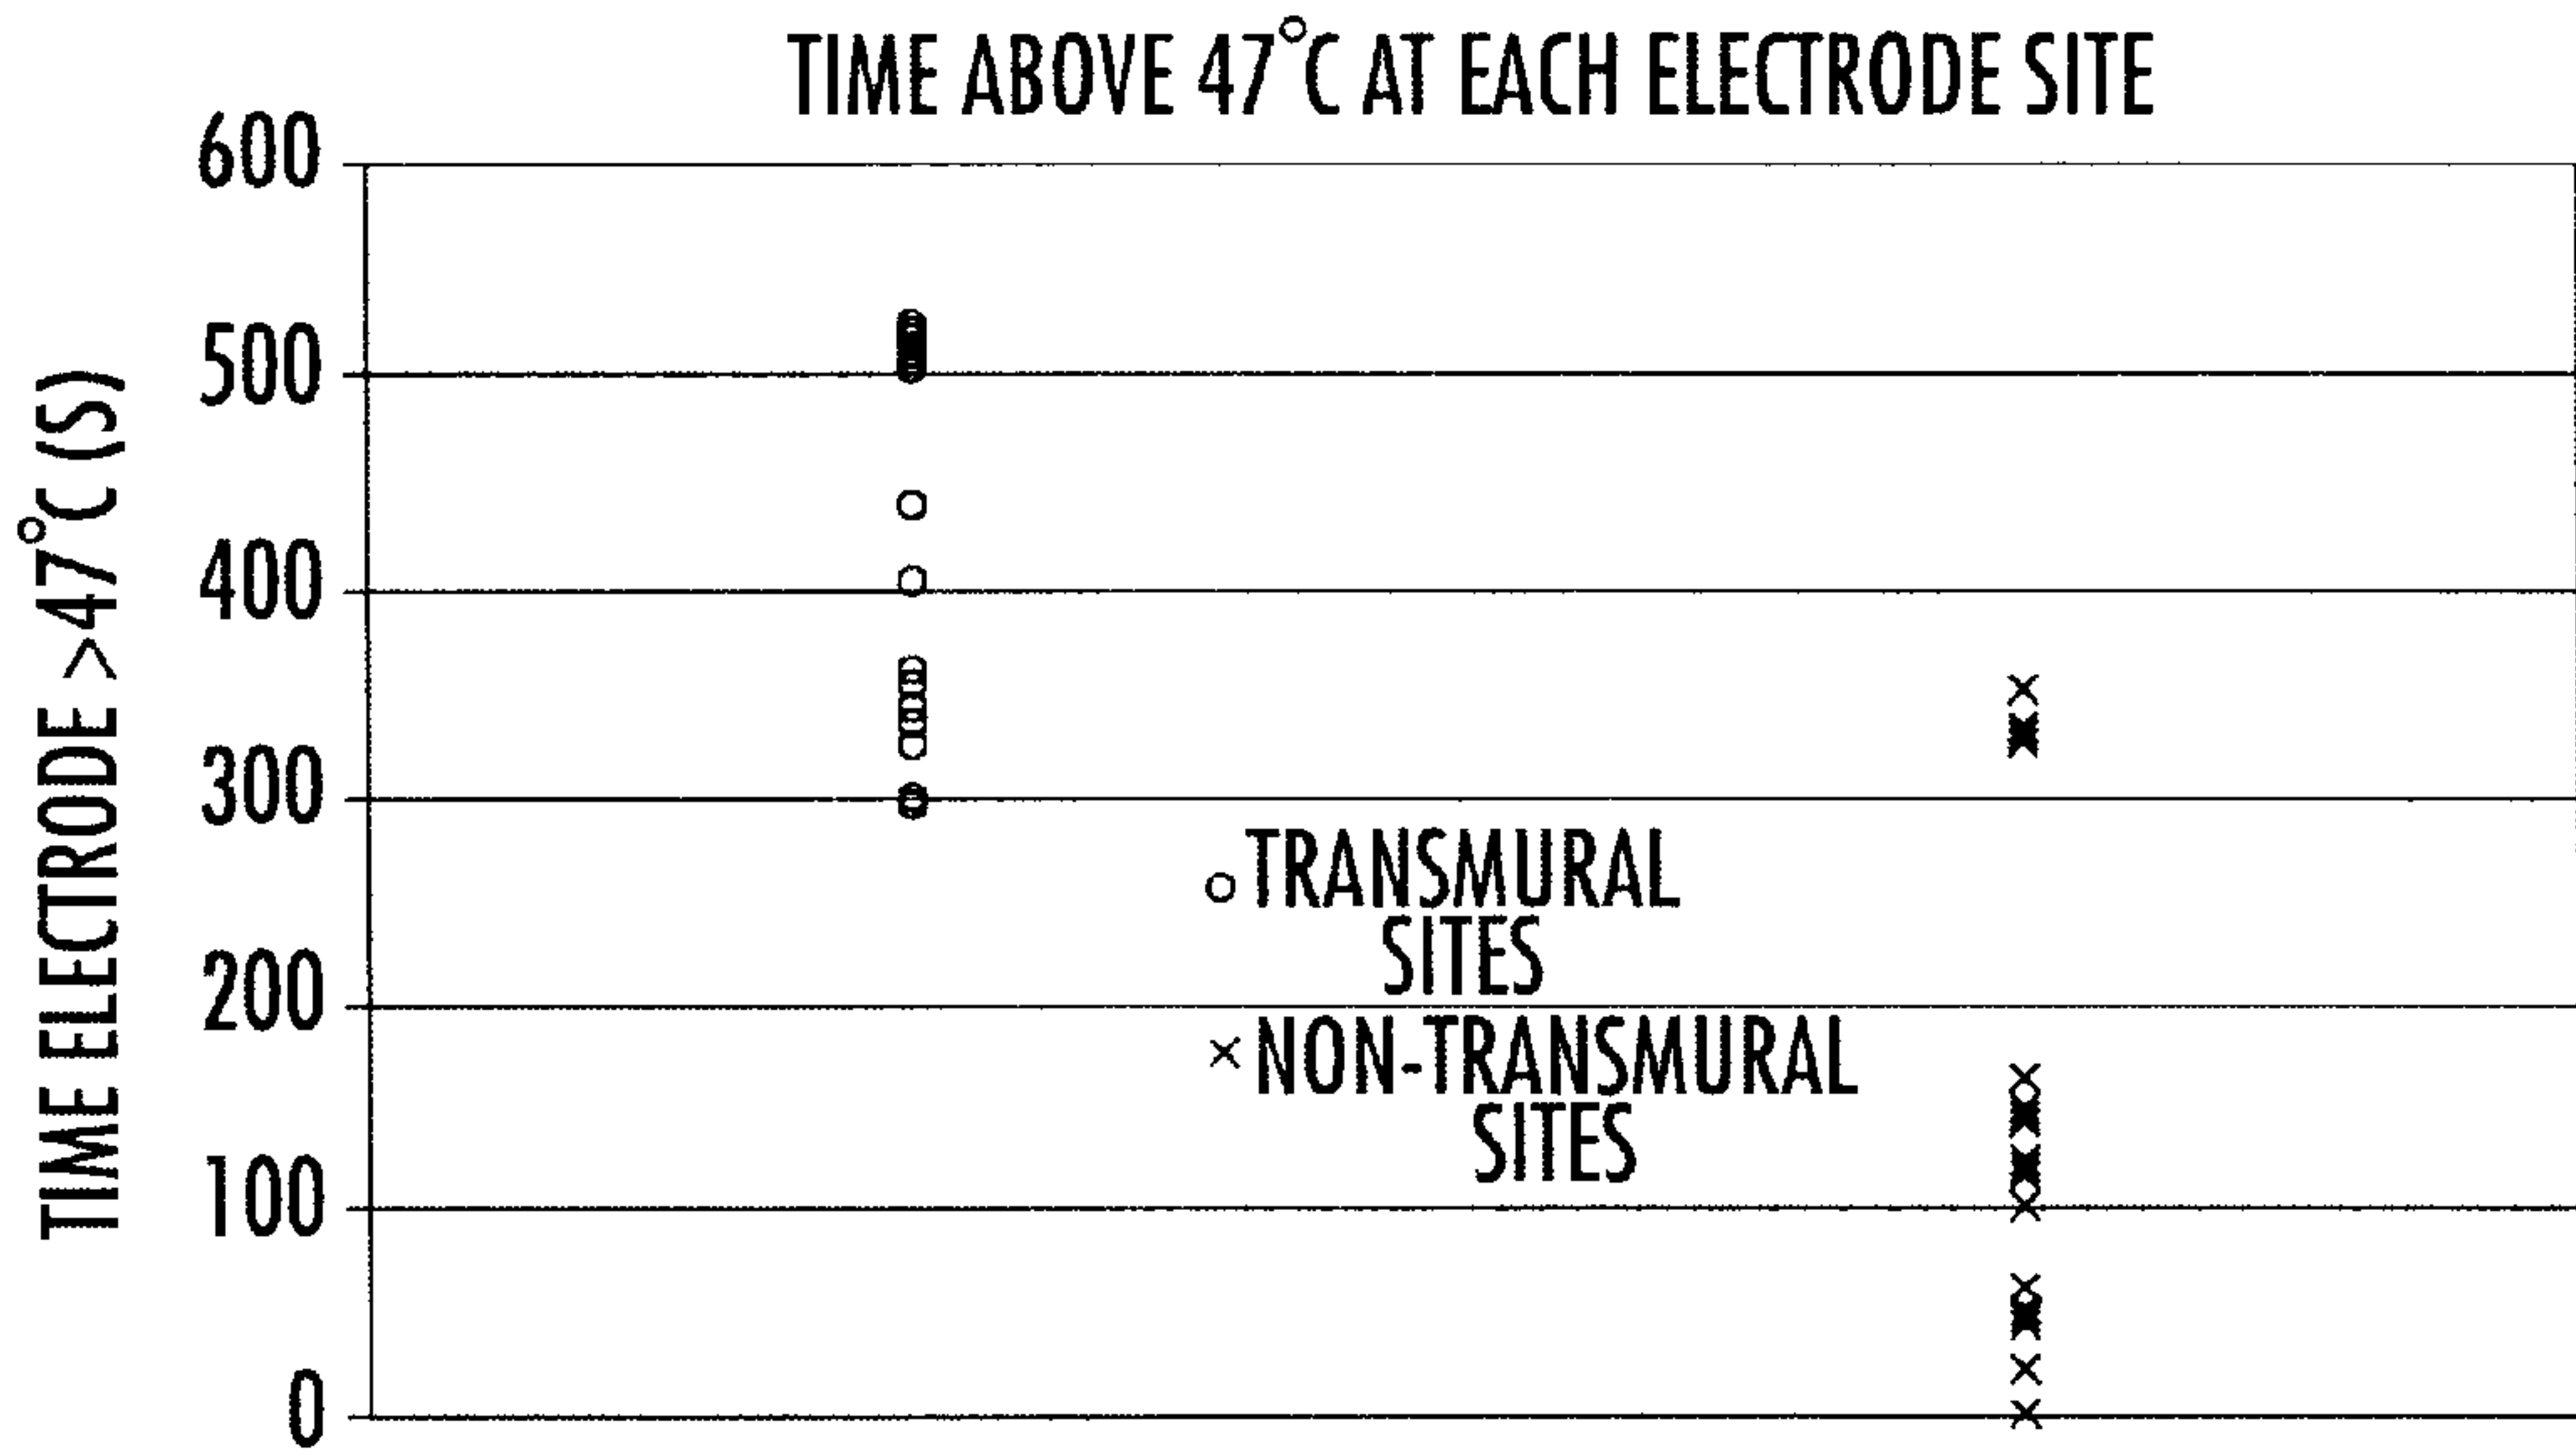 TIME ABOVE 47°C AT EACH ELECTRODE SITE
TIME ELECTRODE >47°C (S)
600
500
400
300
200
100
0
○ TRANSMURAL
SITES
× NON-TRANSMURAL
SITES